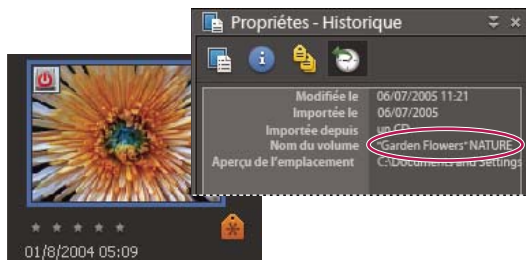 Propriétes - Historique
Modifiée le 06/07/2005 11:21
Importée le 06/07/2005
Importée depuis un CD
Nom du volume "Garden Flowers" NATURE
Aperçu de l'emplacement C:\Documents and Settings
01/8/2004 05:09